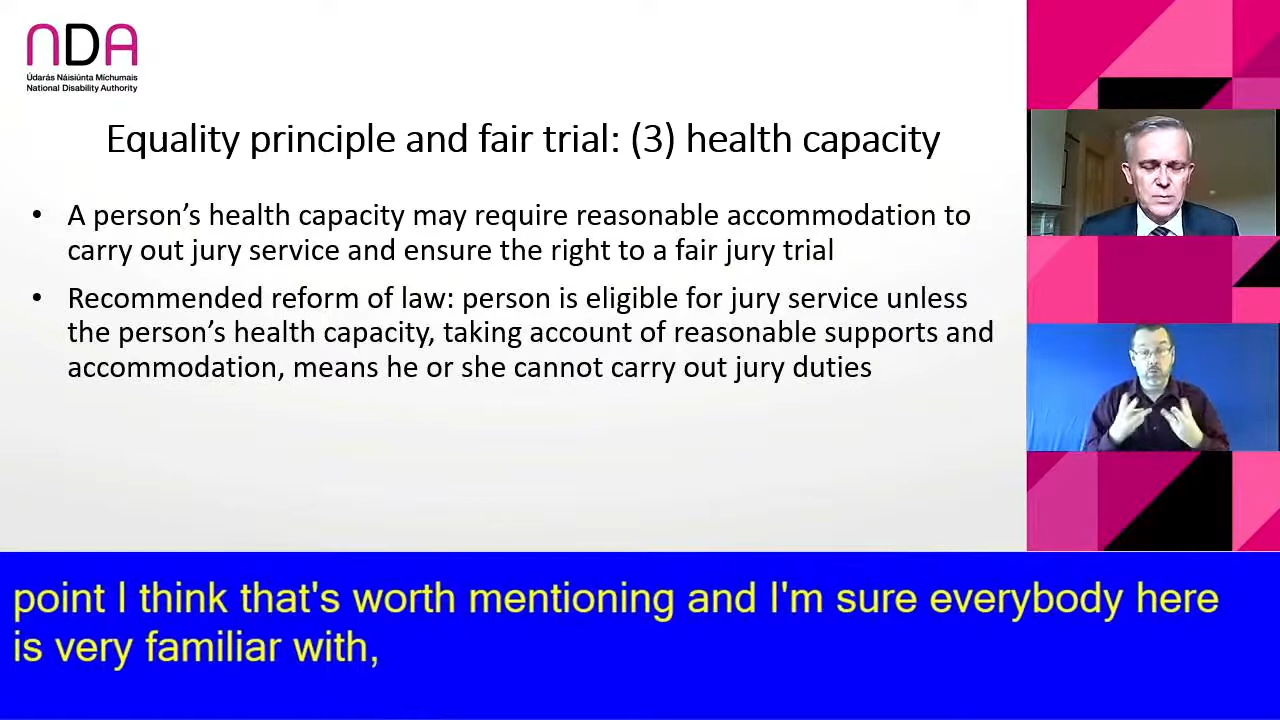 NDA
Údarás Náisiúnta Míchumais
National Disability Authority
Equality principle and fair trial: (3) health capacity
• A person’s health capacity may require reasonable accommodation to
carry out jury service and ensure the right to a fair jury trial
• Recommended reform of law: person is eligible for jury service unless
the person’s health capacity, taking account of reasonable supports and
accommodation, means he or she cannot carry out jury duties
point I think that's worth mentioning and I'm sure everybody here
is very familiar with,